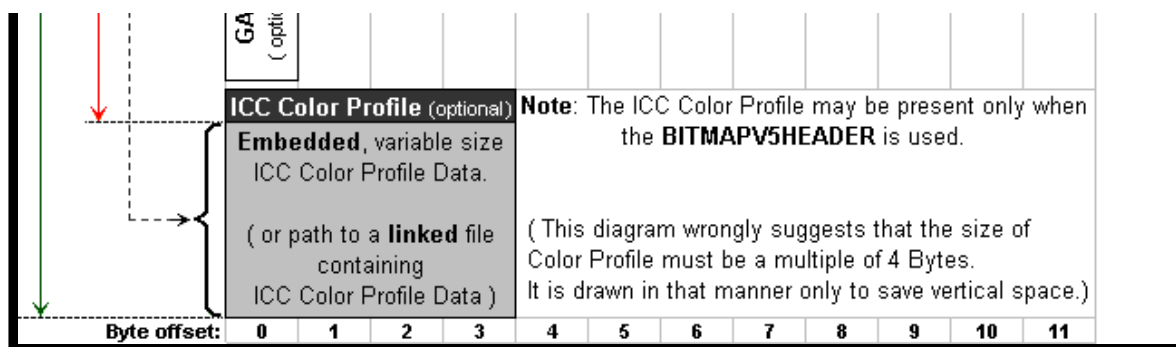 GA
( optio
ICC Color Profile (optional)
Note: The ICC Color Profile may be present only when
the BITMAPV5HEADER is used.
Embedded, variable size
ICC Color Profile Data.
( or path to a linked file
containing
ICC Color Profile Data )
( This diagram wrongly suggests that the size of
Color Profile must be a multiple of 4 Bytes.
It is drawn in that manner only to save vertical space.)
Byte offset: 0 1 2 3 4 5 6 7 8 9 10 11